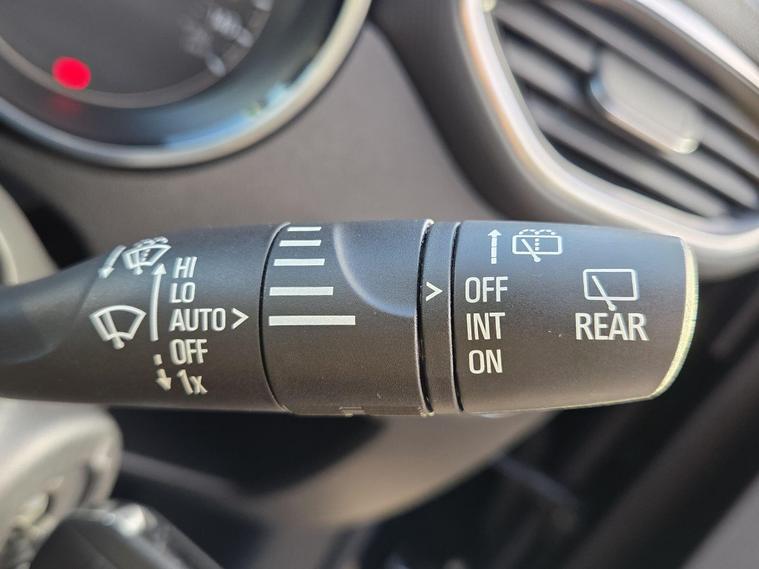 HI
LO
AUTO >
OFF
1x
>
OFF
INT
ON
REAR